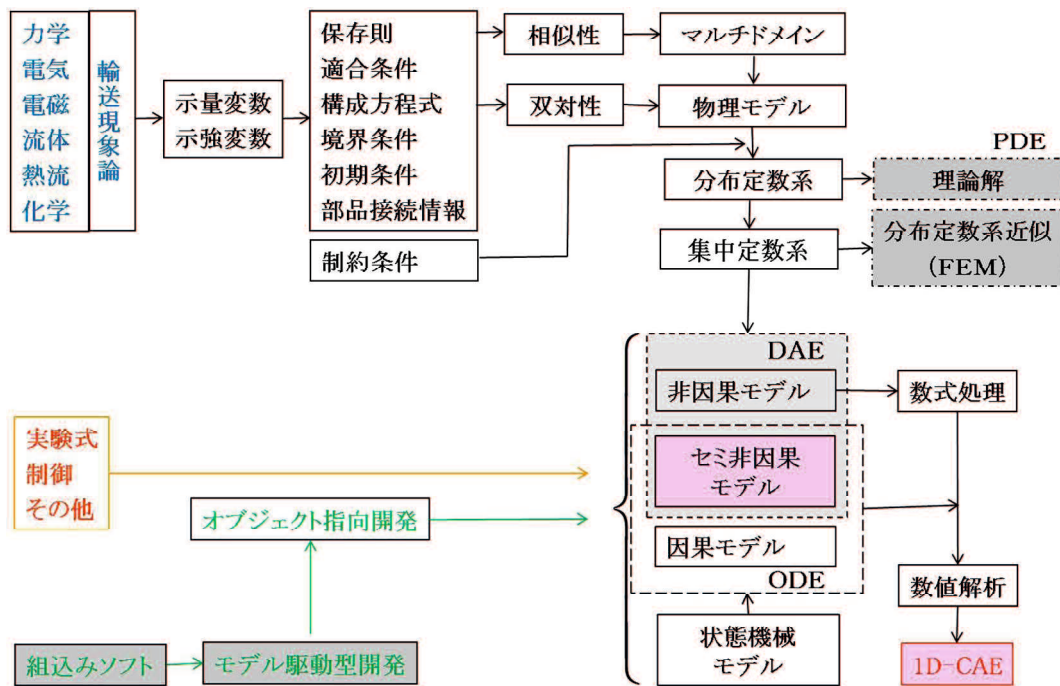 力学
電気
電磁
流体
熱流
化学
輸送現象論
示量変数
示強変数
保存則
適合条件
構成方程式
境界条件
初期条件
部品接続情報
制約条件
相似性
マルチドメイン
双対性
物理モデル
PDE
分布定数系
理論解
集中定数系
分布定数系近似
(FEM)
DAE
非因果モデル
数式処理
セミ非因果
モデル
因果モデル
ODE
数値解析
状態機械
モデル
1D-CAE
実験式
制御
その他
オブジェクト指向開発
組込みソフト
モデル駆動型開発